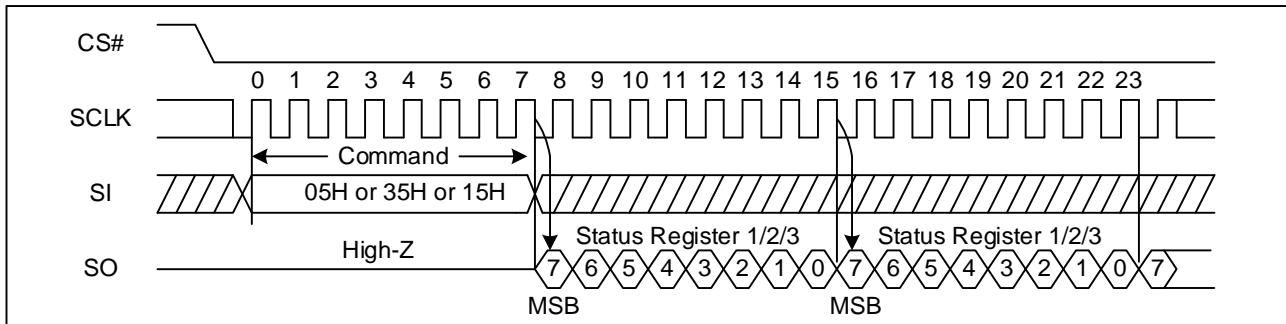 CS#
0 1 2 3 4 5 6 7 8 9 10 11 12 13 14 15 16 17 18 19 20 21 22 23
SCLK
Command
SI
05H or 35H or 15H
High-Z
Status Register 1/2/3
Status Register 1/2/3
SO
7 6 5 4 3 2 1 0 7 6 5 4 3 2 1 0 7
MSB
MSB